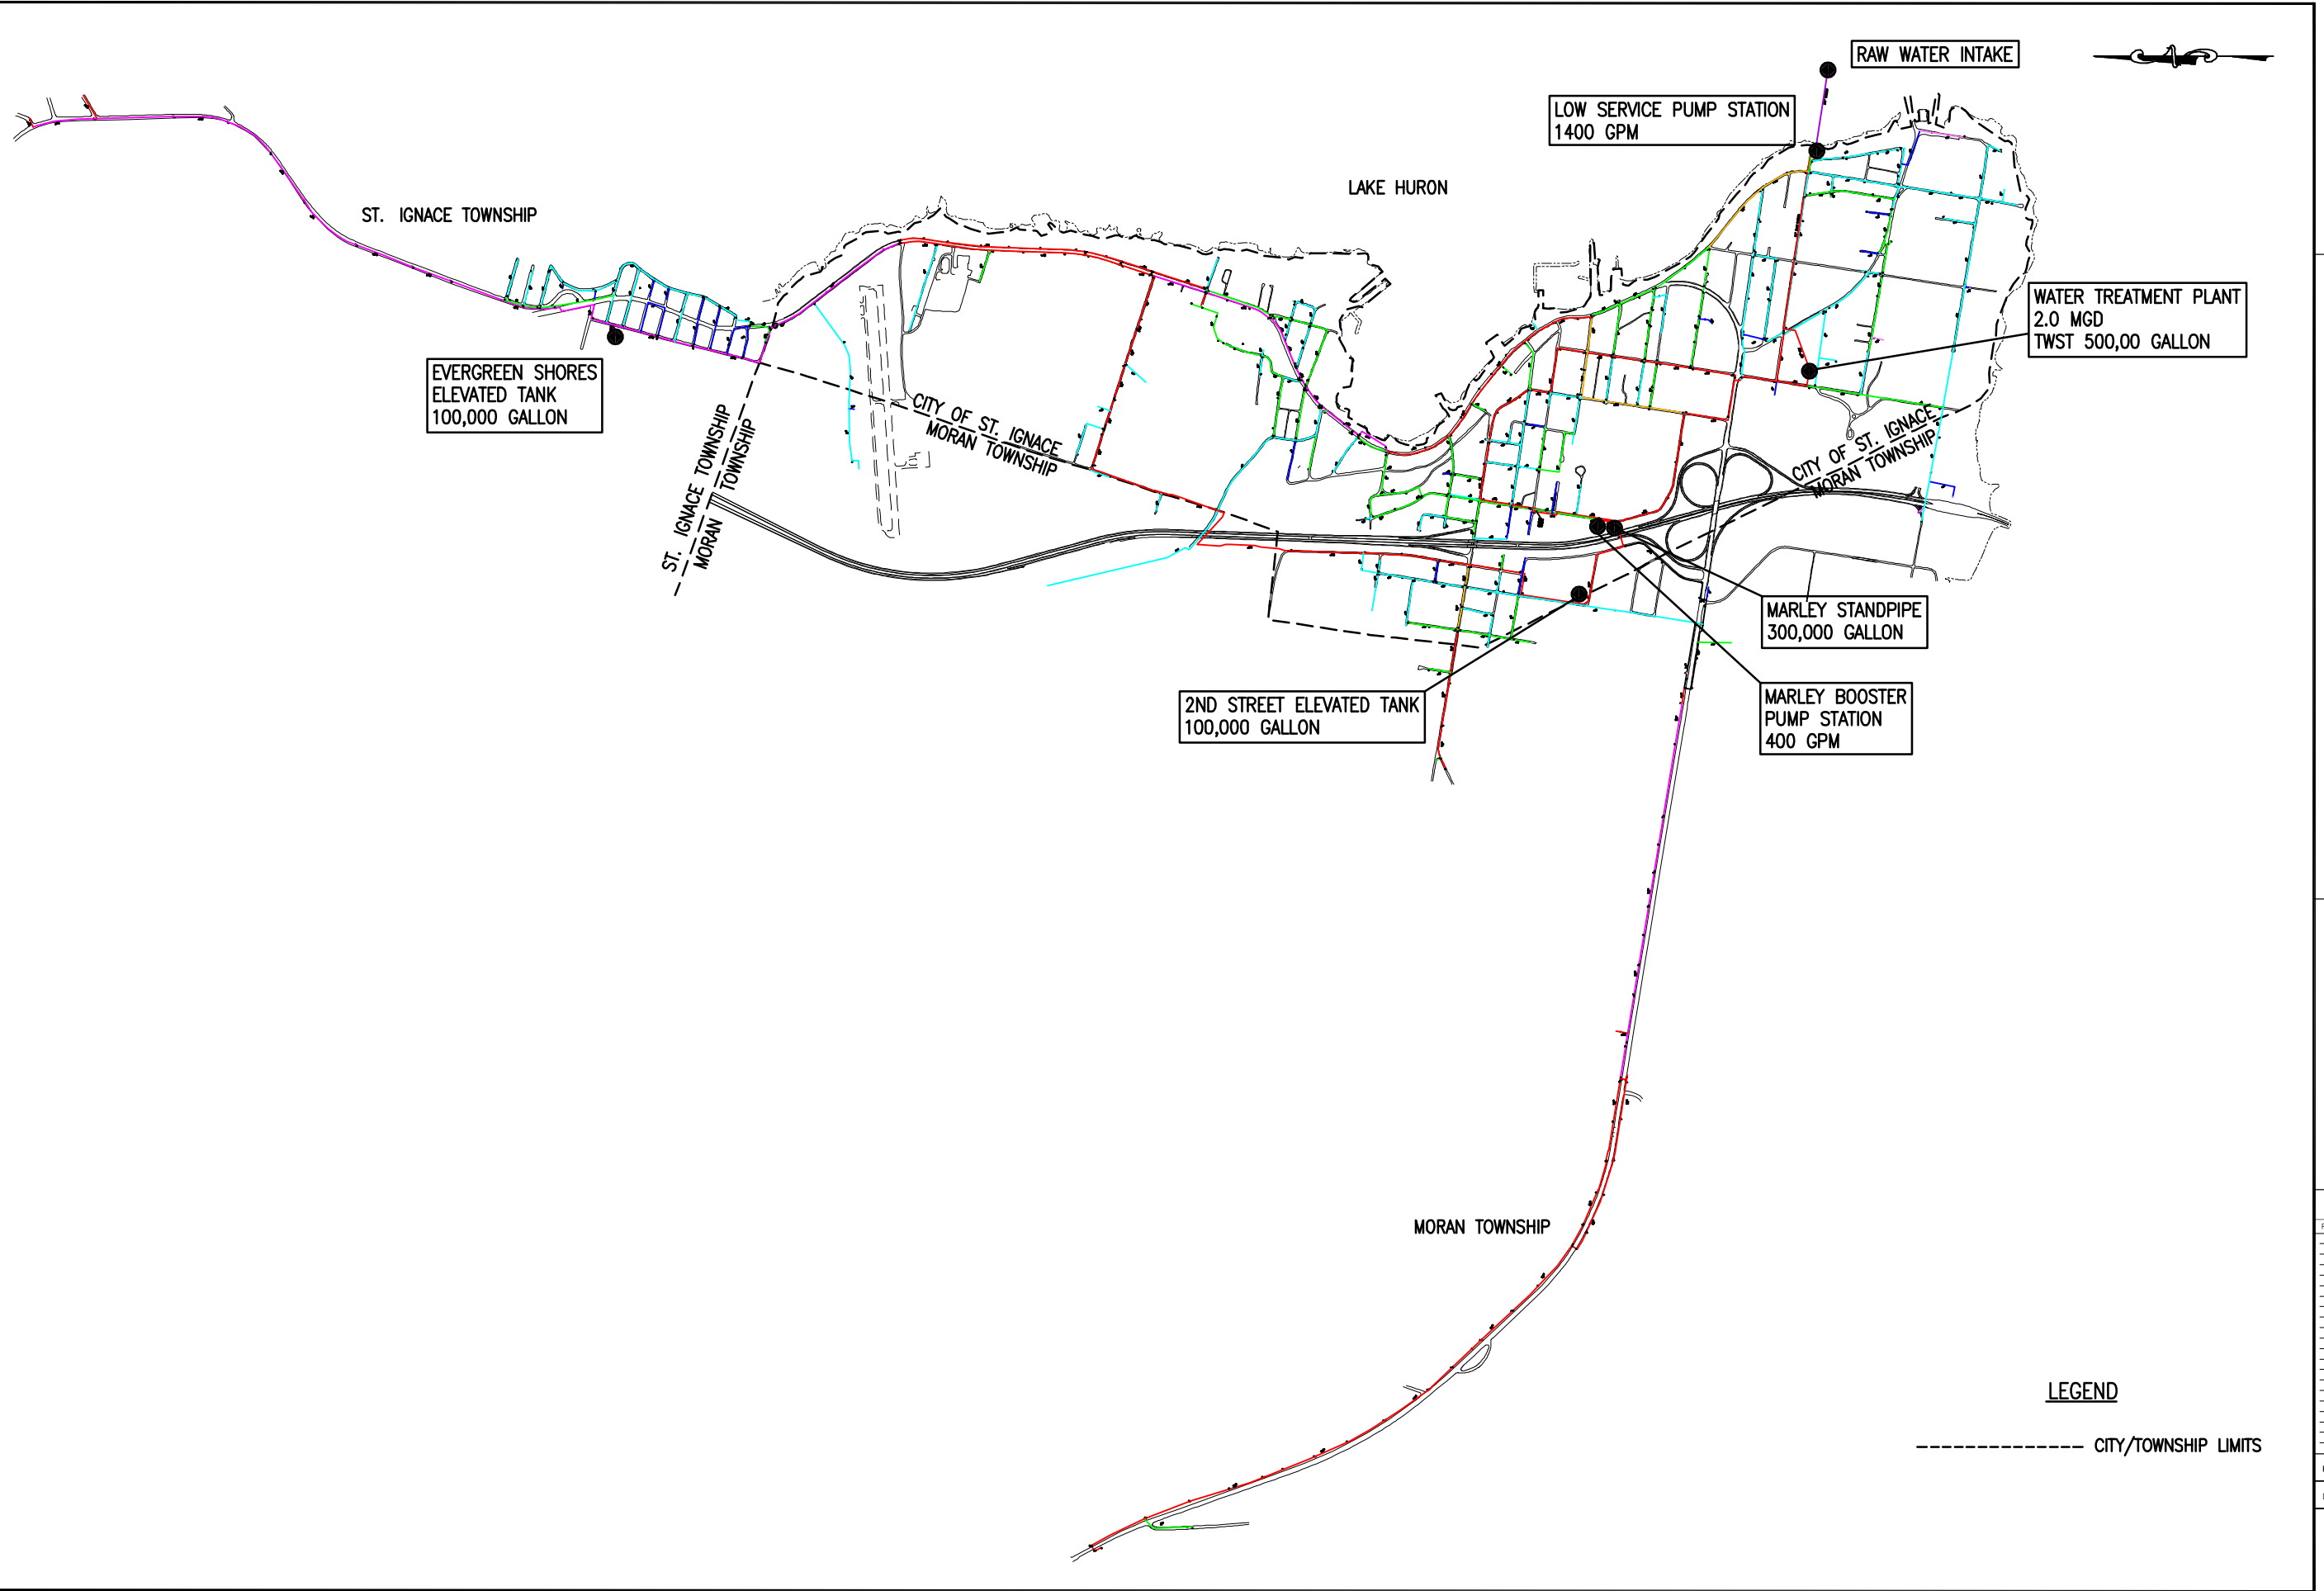 RAW WATER INTAKE
LOW SERVICE PUMP STATION
1400 GPM
LAKE HURON
ST. IGNACE TOWNSHIP
WATER TREATMENT PLANT
2.0 MGD
TWST 500,00 GALLON
EVERGREEN SHORES
ELEVATED TANK
100,000 GALLON
CITY OF ST. IGNACE
MORAN TOWNSHIP
ST. IGNACE TOWNSHIP
MORAN TOWNSHIP
CITY OF ST. IGNACE
MORAN TOWNSHIP
MARLEY STANDPIPE
300,000 GALLON
2ND STREET ELEVATED TANK
100,000 GALLON
MARLEY BOOSTER
PUMP STATION
400 GPM
MORAN TOWNSHIP
LEGEND
CITY/TOWNSHIP LIMITS